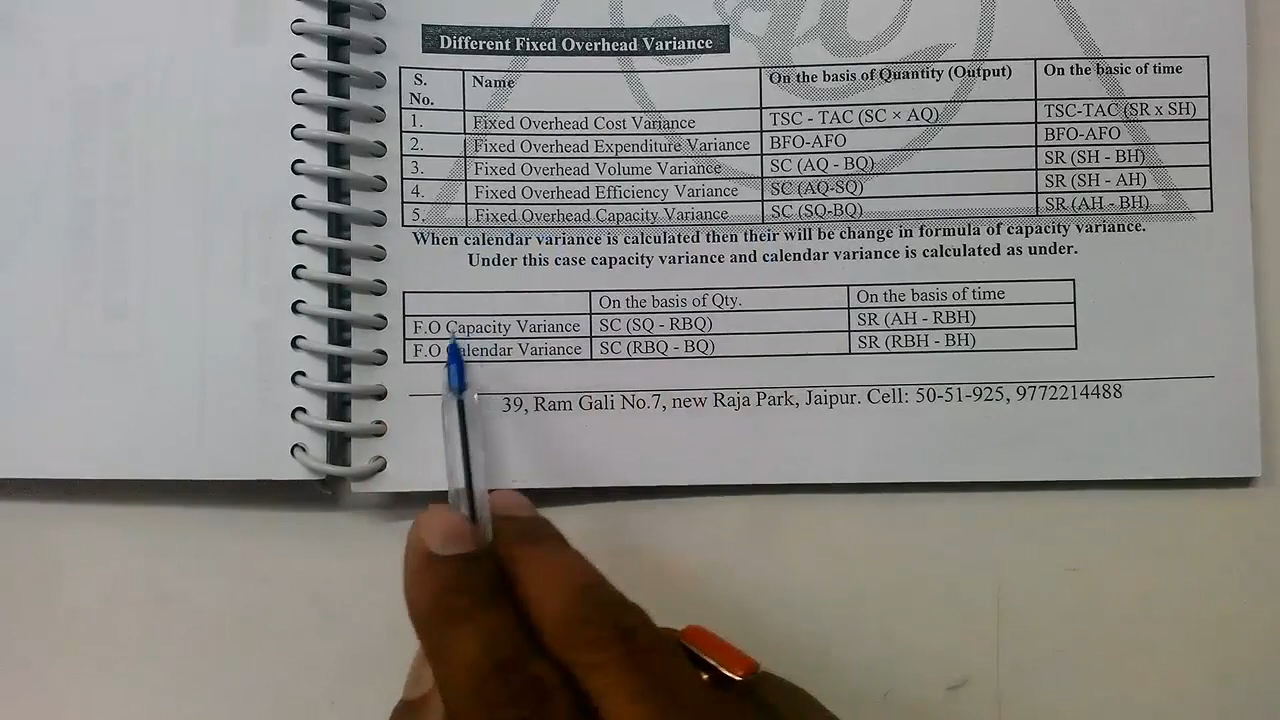 Different Fixed Overhead Variance
S. No. Name On the basis of Quantity (Output) On the basic of time
1. Fixed Overhead Cost Variance TSC - TAC (SC × AQ) TSC-TAC (SR x SH)
2. Fixed Overhead Expenditure Variance BFO-AFO BFO-AFO
3. Fixed Overhead Volume Variance SC (AQ - BQ) SR (SH - BH)
4. Fixed Overhead Efficiency Variance SC (AQ-SQ) SR (SH - AH)
5. Fixed Overhead Capacity Variance SC (SQ-BQ) SR (AH - BH)
When calendar variance is calculated then their will be change in formula of capacity variance.
Under this case capacity variance and calendar variance is calculated as under.
On the basis of Qty. On the basis of time
F.O Capacity Variance SC (SQ - RBQ) SR (AH - RBH)
F.O Calendar Variance SC (RBQ - BQ) SR (RBH - BH)
39, Ram Gali No.7, new Raja Park, Jaipur. Cell: 50-51-925, 9772214488